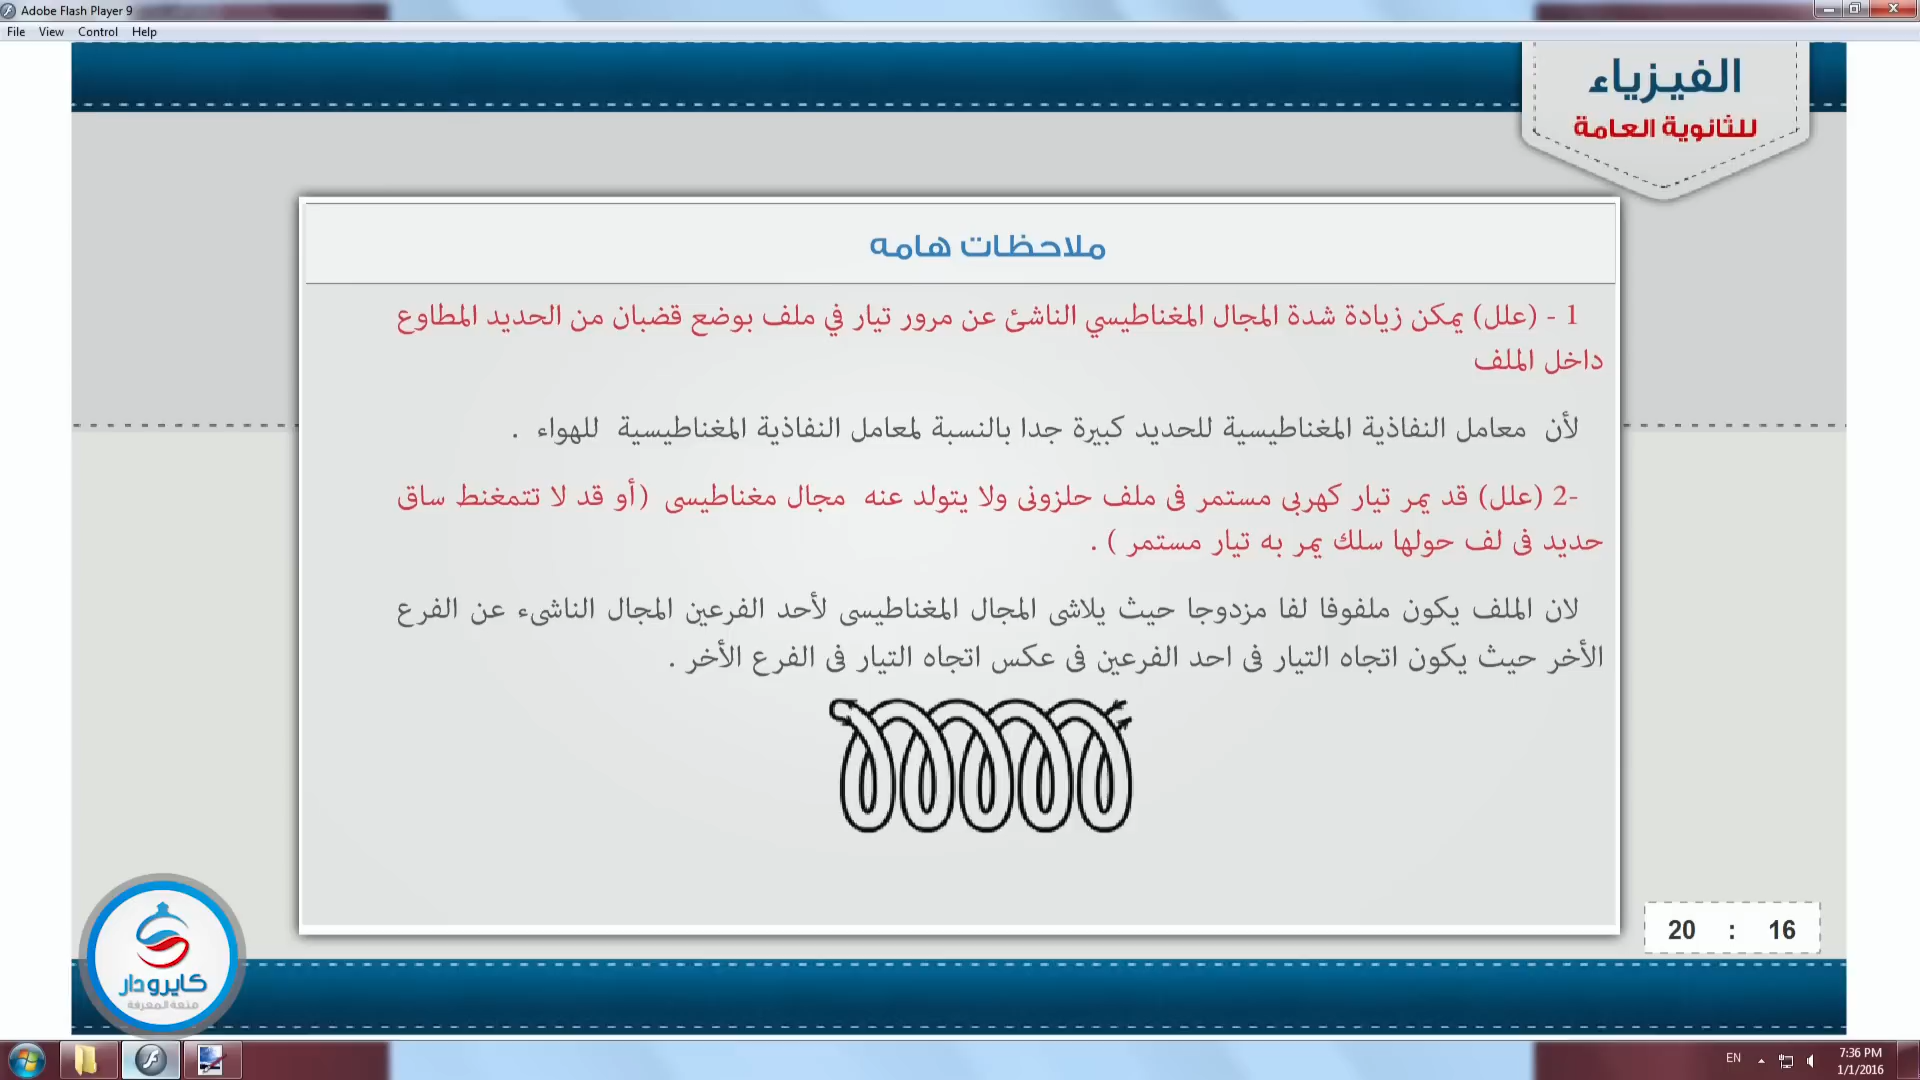 Adobe Flash Player 9
File View Control Help
الفيزياء
للثانوية العامة
ملاحظات هامه
1 - (علل) يمكن زيادة شدة المجال المغناطيسي الناشئ عن مرور تيار في ملف بوضع قضبان من الحديد المطاوع
داخل الملف
لأن معامل النفاذية المغناطيسية للحديد كبيرة جدا بالنسبة لمعامل النفاذية المغناطيسية للهواء .
2- (علل) قد يمر تيار كهربى مستمر فى ملف حلزونى ولا يتولد عنه مجال مغناطيسى (أو قد لا تتمغنط ساق
حديد فى لف حولها سلك يمر به تيار مستمر ) .
لان الملف يكون ملفوفا لفا مزدوجا حيث يلاشى المجال المغناطيسى لأحد الفرعين المجال الناشىء عن الفرع
الأخر حيث يكون اتجاه التيار فى احد الفرعين فى عكس اتجاه التيار فى الفرع الأخر .
20 : 16
كايرودار
متعة المعرفة
EN
7:36 PM
1/1/2016